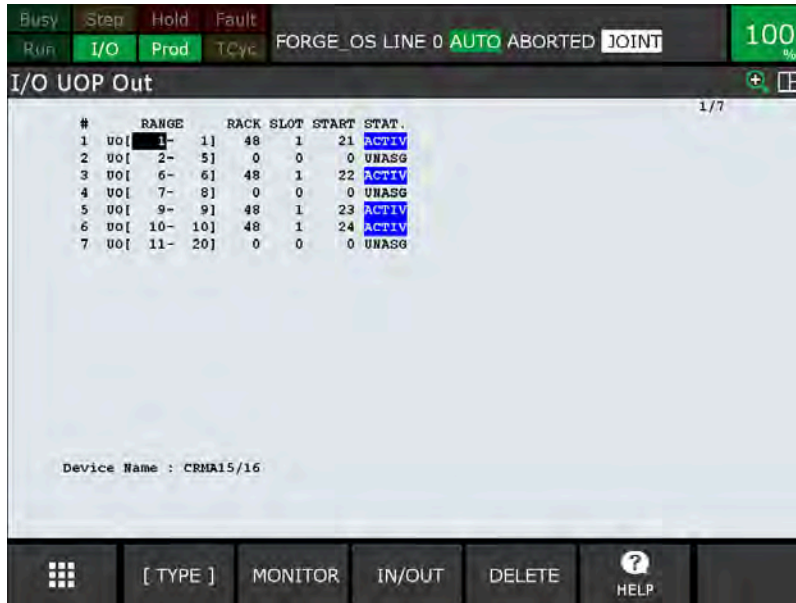 Busy Step Hold Fault
Run I/O Prod TCyc
FORGE_OS LINE 0 AUTO ABORTED JOINT
100
%
I/O UOP Out
1/7
# RANGE RACK SLOT START STAT.
1 UO[ 1- 1] 48 1 21 ACTIV
2 UO[ 2- 5] 0 0 0 UNASG
3 UO[ 6- 6] 48 1 22 ACTIV
4 UO[ 7- 8] 0 0 0 UNASG
5 UO[ 9- 9] 48 1 23 ACTIV
6 UO[ 10- 10] 48 1 24 ACTIV
7 UO[ 11- 20] 0 0 0 UNASG
Device Name : CRMA15/16
[ TYPE ] MONITOR IN/OUT DELETE ? HELP